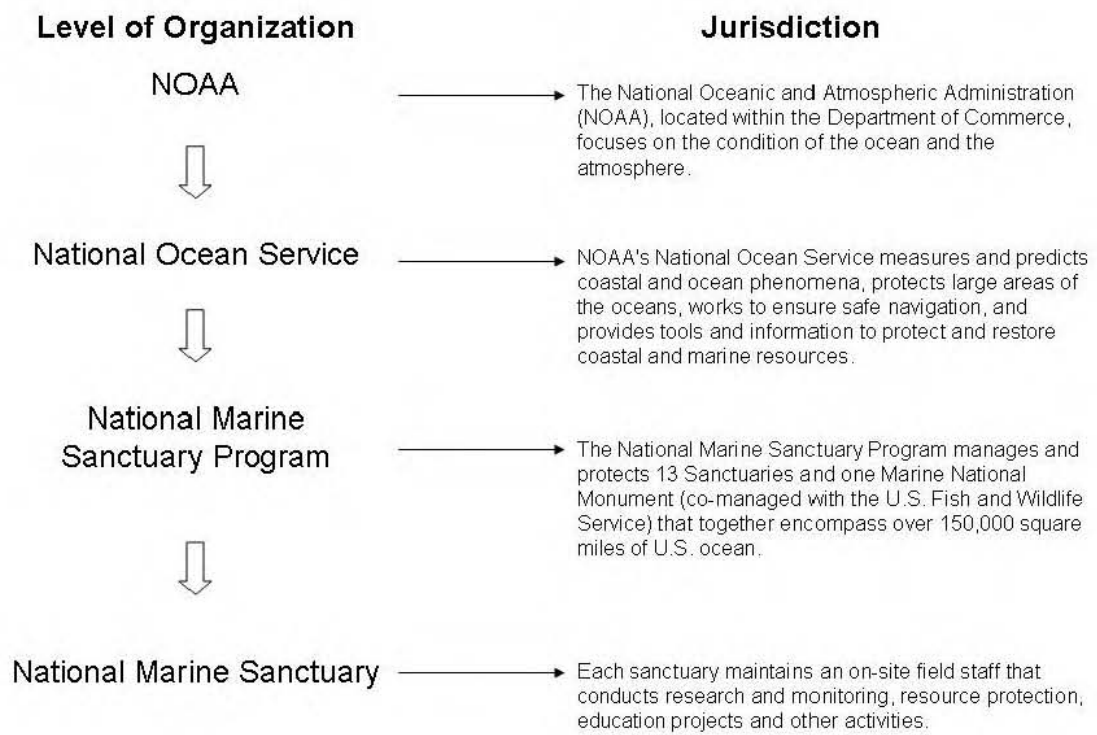 Level of Organization
Jurisdiction
NOAA
The National Oceanic and Atmospheric Administration
(NOAA), located within the Department of Commerce,
focuses on the condition of the ocean and the
atmosphere.
National Ocean Service
NOAA's National Ocean Service measures and predicts
coastal and ocean phenomena, protects large areas of
the oceans, works to ensure safe navigation, and
provides tools and information to protect and restore
coastal and marine resources.
National Marine
Sanctuary Program
The National Marine Sanctuary Program manages and
protects 13 Sanctuaries and one Marine National
Monument (co-managed with the U.S. Fish and Wildlife
Service) that together encompass over 150,000 square
miles of U.S. ocean.
National Marine Sanctuary
Each sanctuary maintains an on-site field staff that
conducts research and monitoring, resource protection,
education projects and other activities.